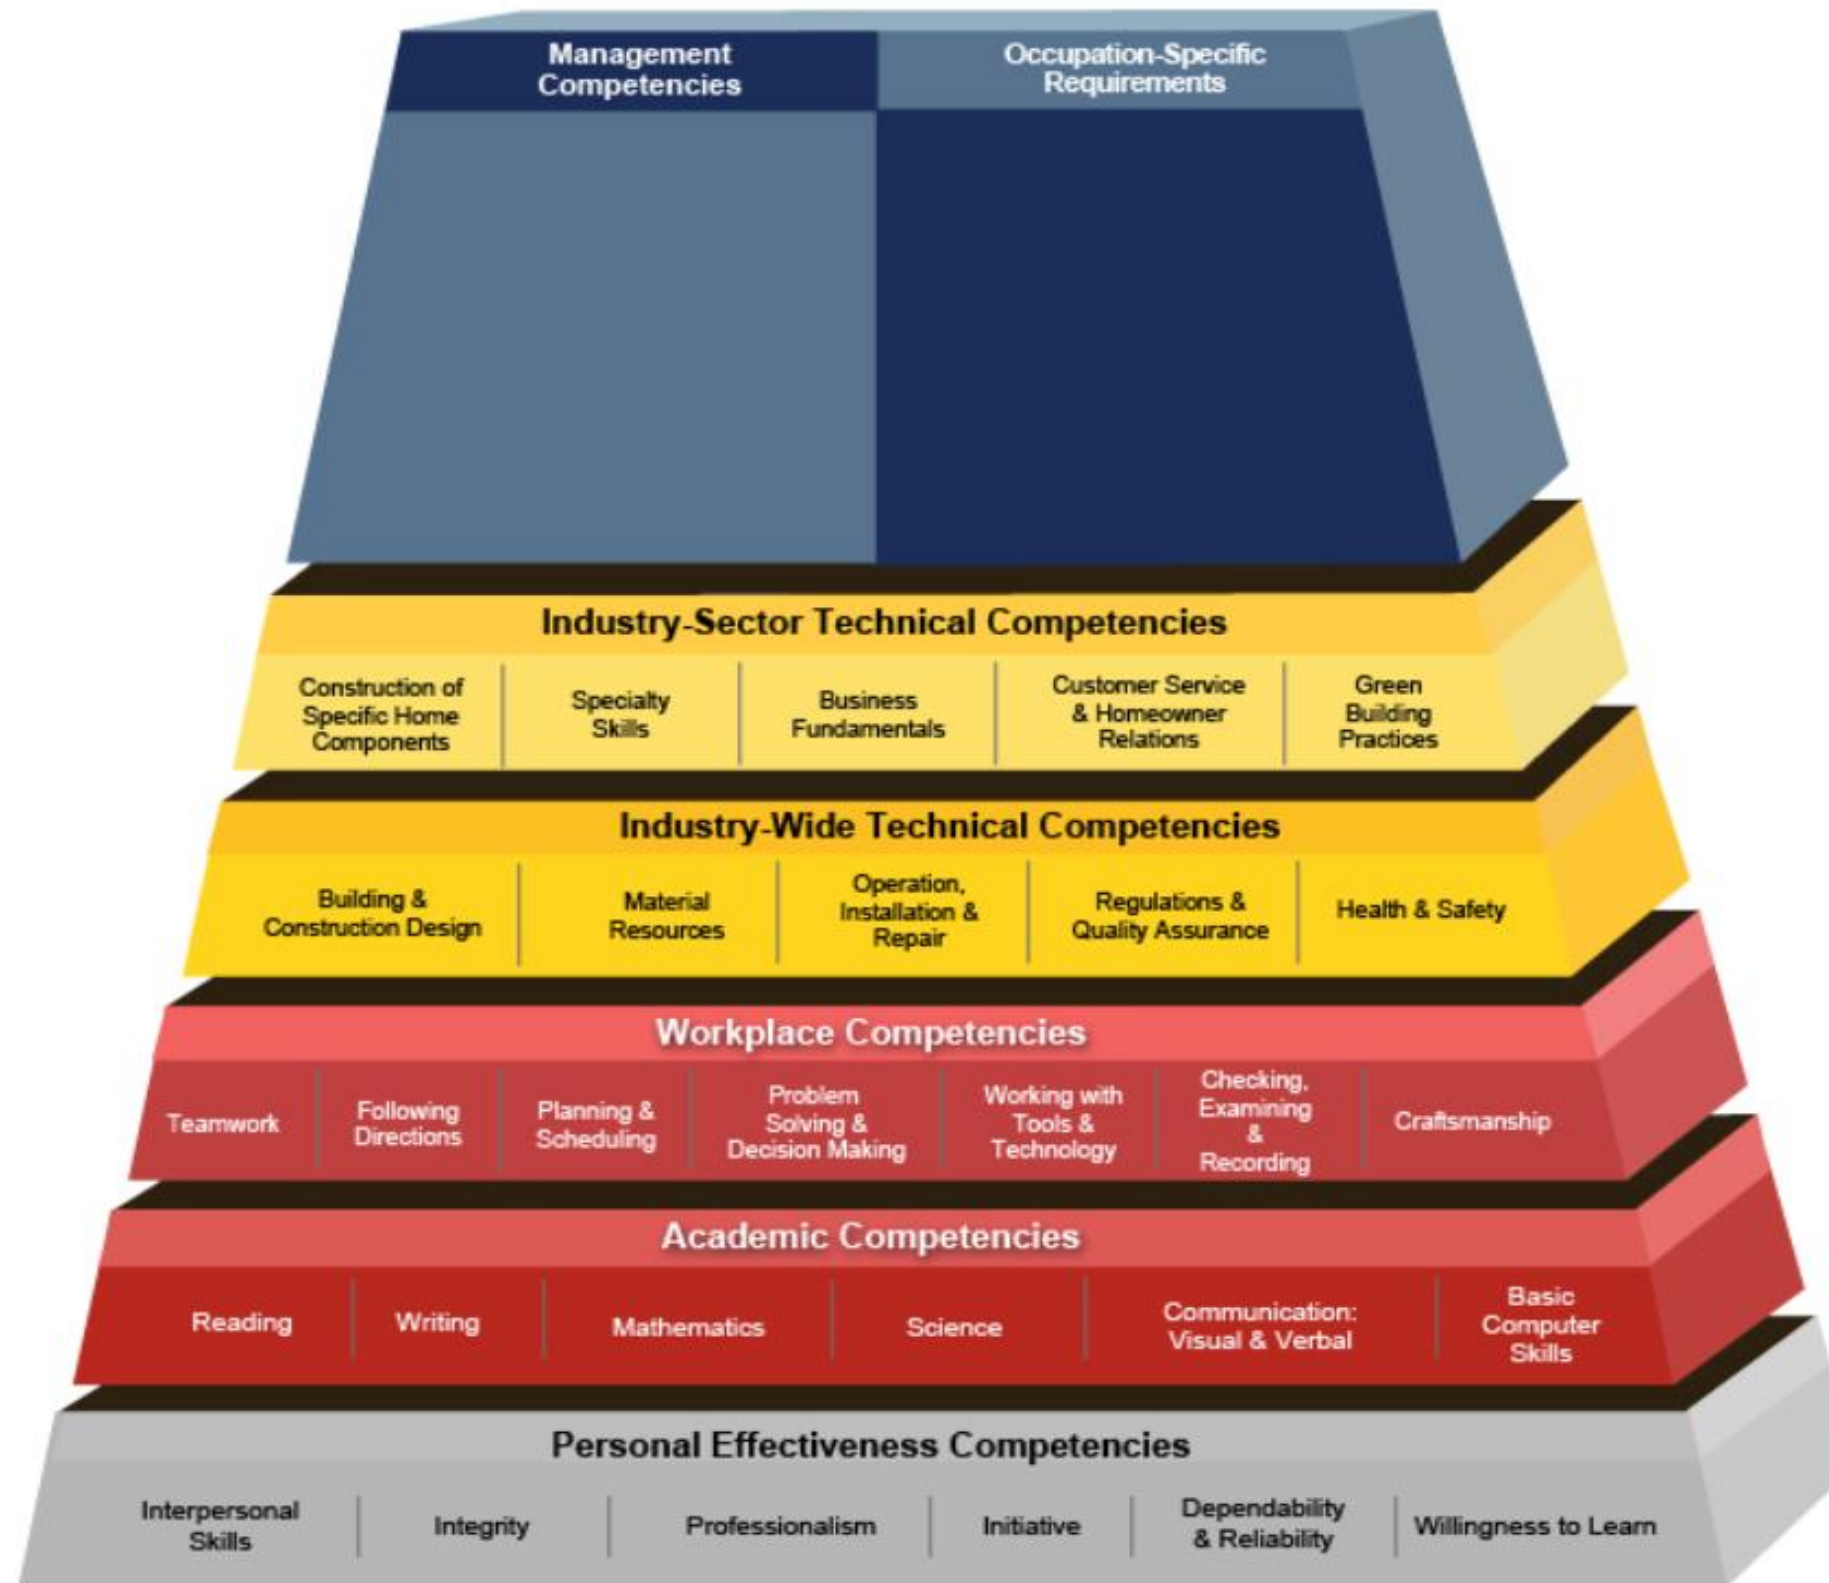 Management
Competencies
Occupation-Specific
Requirements
Industry-Sector Technical Competencies
Construction of
Specific Home
Components
Specialty
Skills
Business
Fundamentals
Customer Service
& Homeowner
Relations
Green
Building
Practices
Industry-Wide Technical Competencies
Building &
Construction Design
Material
Resources
Operation,
Installation &
Repair
Regulations &
Quality Assurance
Health & Safety
Workplace Competencies
Teamwork
Following
Directions
Planning &
Scheduling
Problem
Solving &
Decision Making
Working with
Tools &
Technology
Checking,
Examining
&
Recording
Craftsmanship
Academic Competencies
Reading
Writing
Mathematics
Science
Communication:
Visual & Verbal
Basic
Computer
Skills
Personal Effectiveness Competencies
Interpersonal
Skills
Integrity
Professionalism
Initiative
Dependability
& Reliability
Willingness to Learn